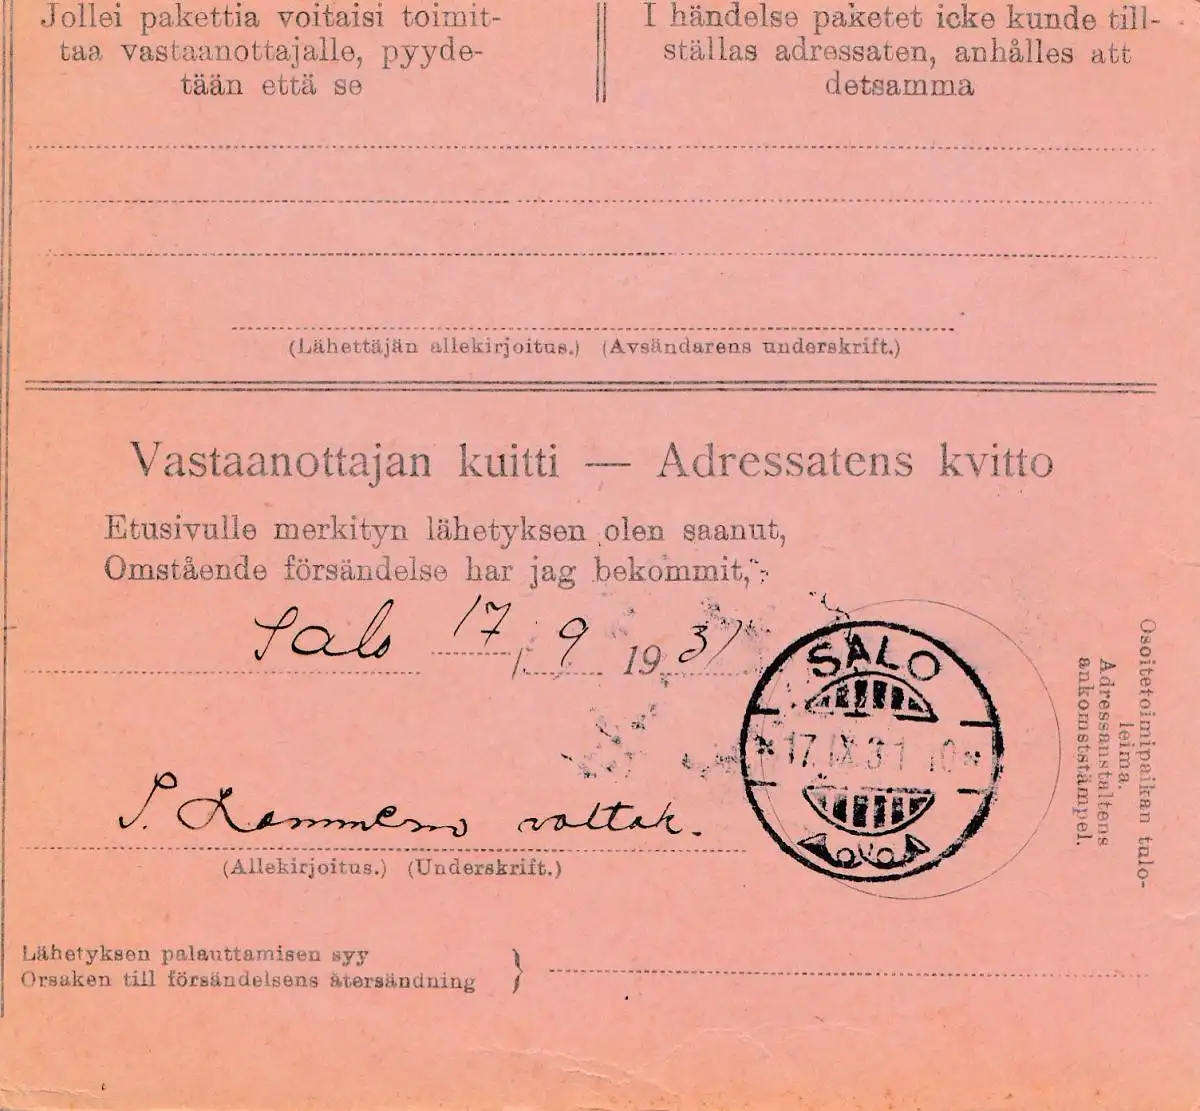 Jollei pakettia voitaisi toimit-
taa vastaanottajalle, pyyde-
tään että se
I händelse paketet icke kunde till-
ställas adressaten, anhålles att
detsamma
(Lähettäjän allekirjoitus.) (Avsändarens underskrift.)
Vastaanottajan kuitti — Adressatens kvitto
Etusivulle merkityn lähetyksen olen saanut,
Omstående försändelse har jag bekommit,
Salo 17/9 1931
SALO
17.IX.31 10
Osoitetoimipaikan tulo-
leima.
Adressanstaltens
ankomststämpel.
(Allekirjoitus.) (Underskrift.)
Lähetyksen palauttamisen syy
Orsaken till försändelsens återsändning